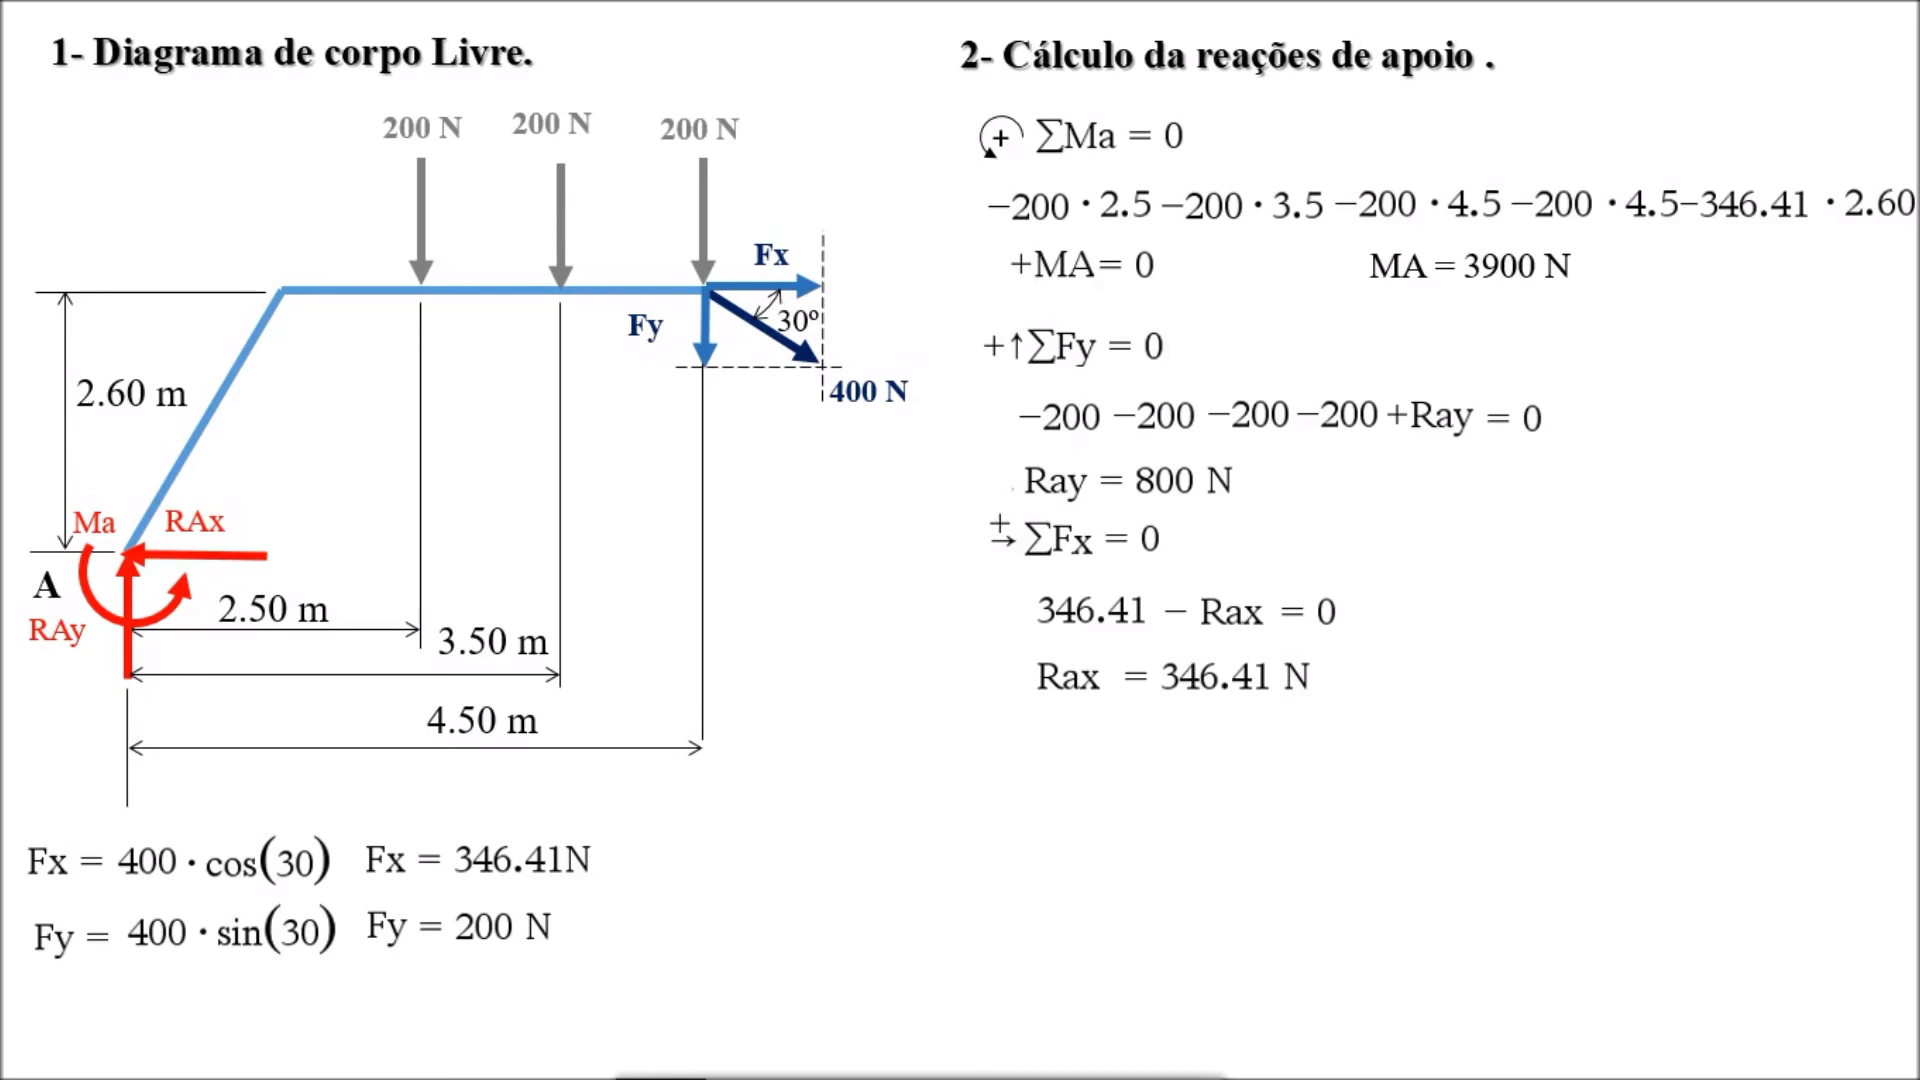 1- Diagrama de corpo Livre.
200 N 200 N 200 N
Fx
30º
Fy
400 N
2.60 m
Ma RAx
A
2.50 m
RAy
3.50 m
4.50 m
Fx = 400 · cos(30) Fx = 346.41N
Fy = 400 · sin(30) Fy = 200 N
2- Cálculo da reações de apoio .
+ ∑Ma = 0
−200 · 2.5 −200 · 3.5 −200 · 4.5 −200 · 4.5−346.41 · 2.60
+MA= 0 MA = 3900 N
+↑∑Fy = 0
−200 −200 −200 −200 +Ray = 0
Ray = 800 N
+→ ∑Fx = 0
346.41 − Rax = 0
Rax = 346.41 N